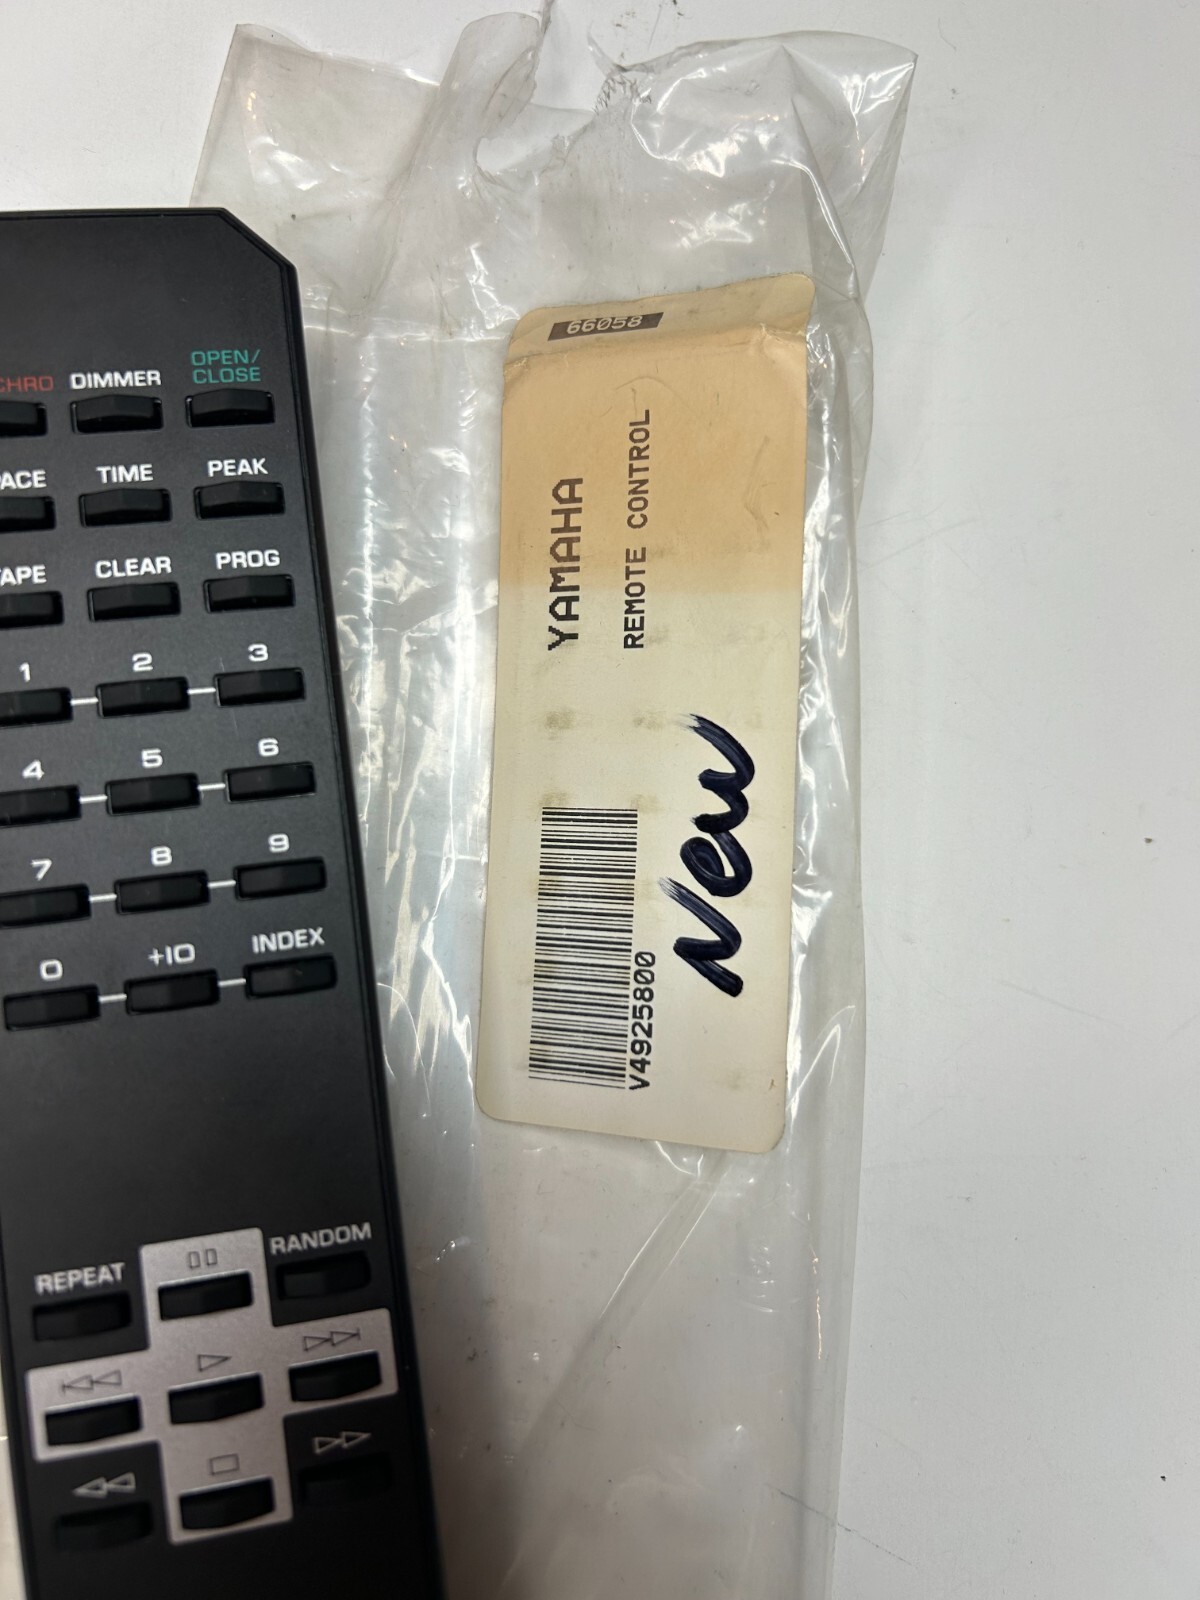 DIMMER
OPEN/
CLOSE
TIME
PEAK
CLEAR
PROG
1
2
3
4
5
6
7
8
9
0
+10
INDEX
REPEAT
RANDOM
66058
YAMAHA
REMOTE CONTROL
V4925800
New